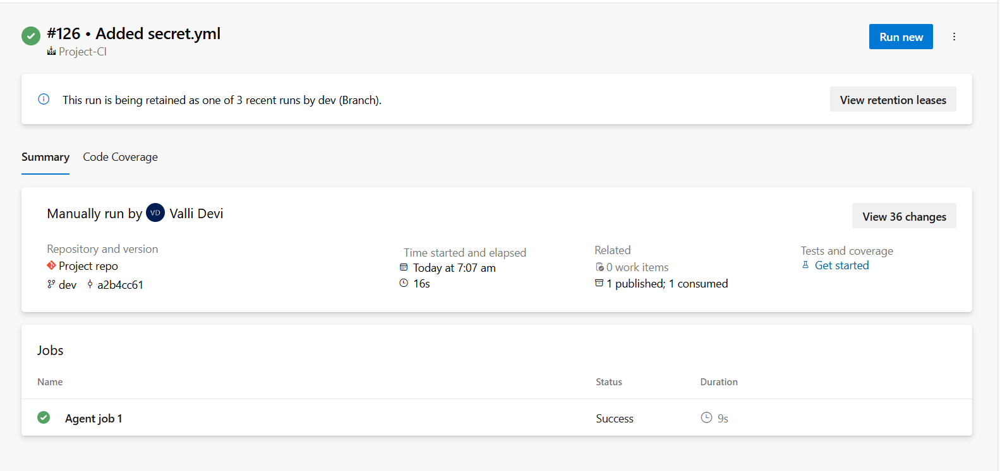 #126 • Added secret.yml
Project-CI
Run new
This run is being retained as one of 3 recent runs by dev (Branch).
View retention leases
Summary Code Coverage
Manually run by VD Valli Devi
View 36 changes
Repository and version
Project repo
dev a2b4cc61
Time started and elapsed
Today at 7:07 am
16s
Related
0 work items
1 published; 1 consumed
Tests and coverage
Get started
Jobs
Name Status Duration
Agent job 1 Success 9s